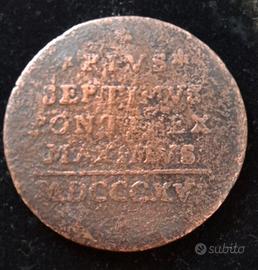 *PIVS*
SEPTIMVS
PONTIFEX
MAXIMVS
MDCCCXV
subito